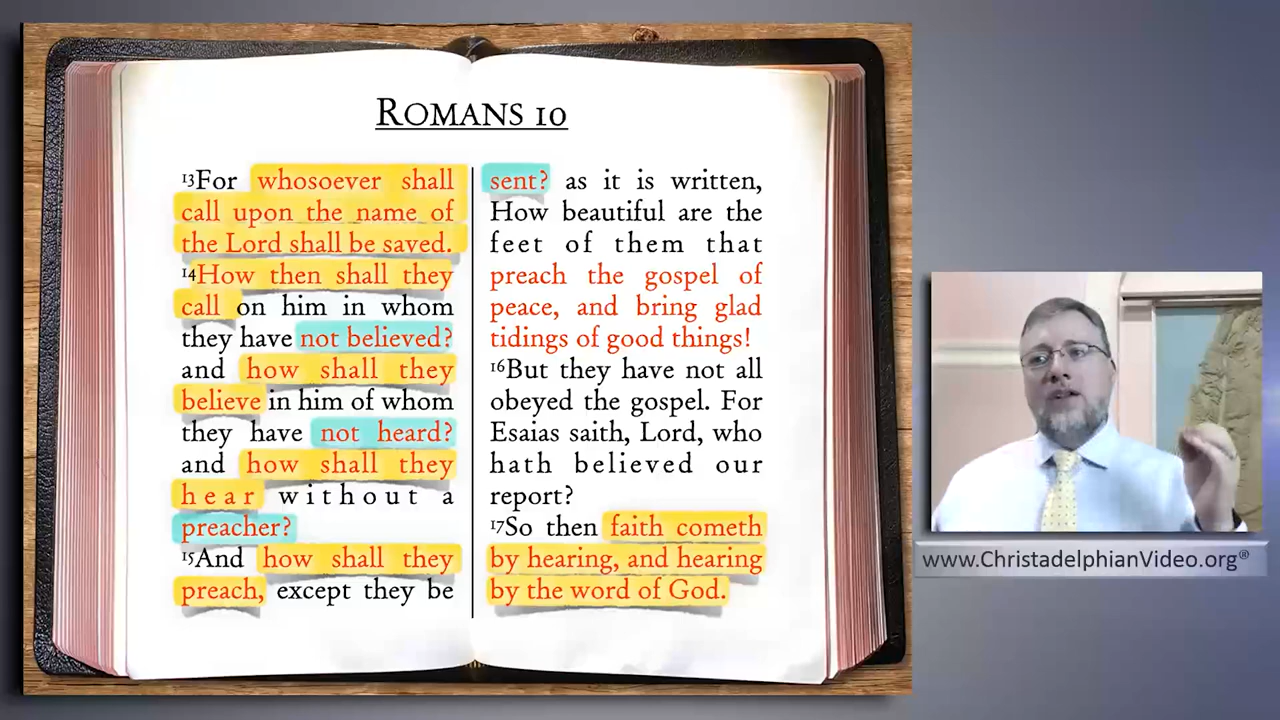 ROMANS 10
¹³For whosoever shall
call upon the name of
the Lord shall be saved.
¹⁴How then shall they
call on him in whom
they have not believed?
and how shall they
believe in him of whom
they have not heard?
and how shall they
hear without a
preacher?
¹⁵And how shall they
preach, except they be
sent? as it is written,
How beautiful are the
feet of them that
preach the gospel of
peace, and bring glad
tidings of good things!
¹⁶But they have not all
obeyed the gospel. For
Esaias saith, Lord, who
hath believed our
report?
¹⁷So then faith cometh
by hearing, and hearing
by the word of God.
www.ChristadelphianVideo.org®